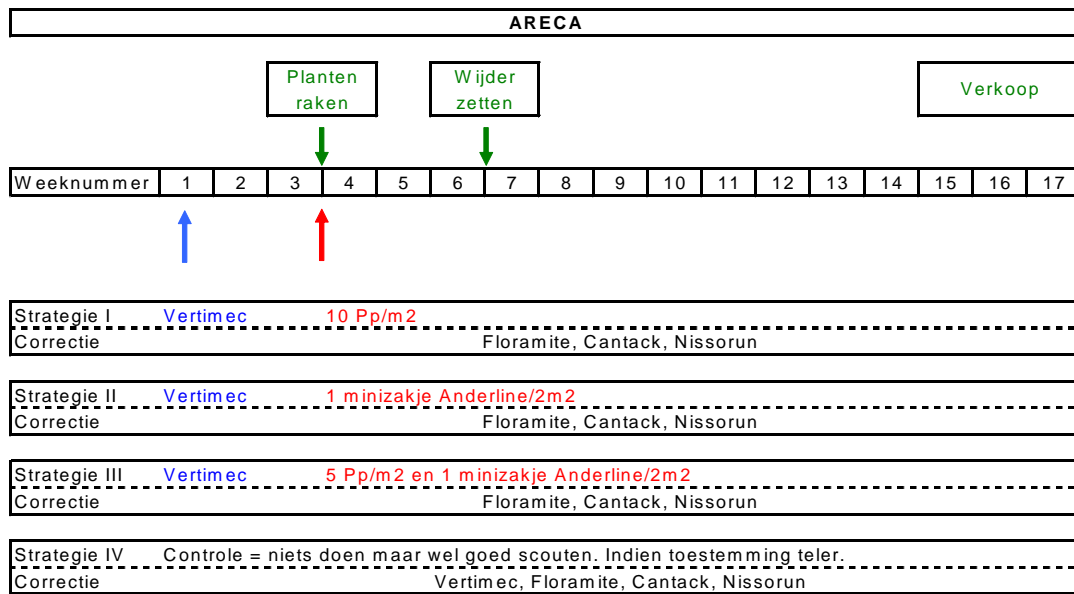 ARECA
Planten
raken
Wijder
zetten
Verkoop
Weeknummer 1 2 3 4 5 6 7 8 9 10 11 12 13 14 15 16 17
Strategie I Vertimec 10 Pp/m2
Correctie Floramite, Cantack, Nissorun
Strategie II Vertimec 1 minizakje Anderline/2m2
Correctie Floramite, Cantack, Nissorun
Strategie III Vertimec 5 Pp/m2 en 1 minizakje Anderline/2m2
Correctie Floramite, Cantack, Nissorun
Strategie IV Controle = niets doen maar wel goed scouten. Indien toestemming teler.
Correctie Vertimec, Floramite, Cantack, Nissorun